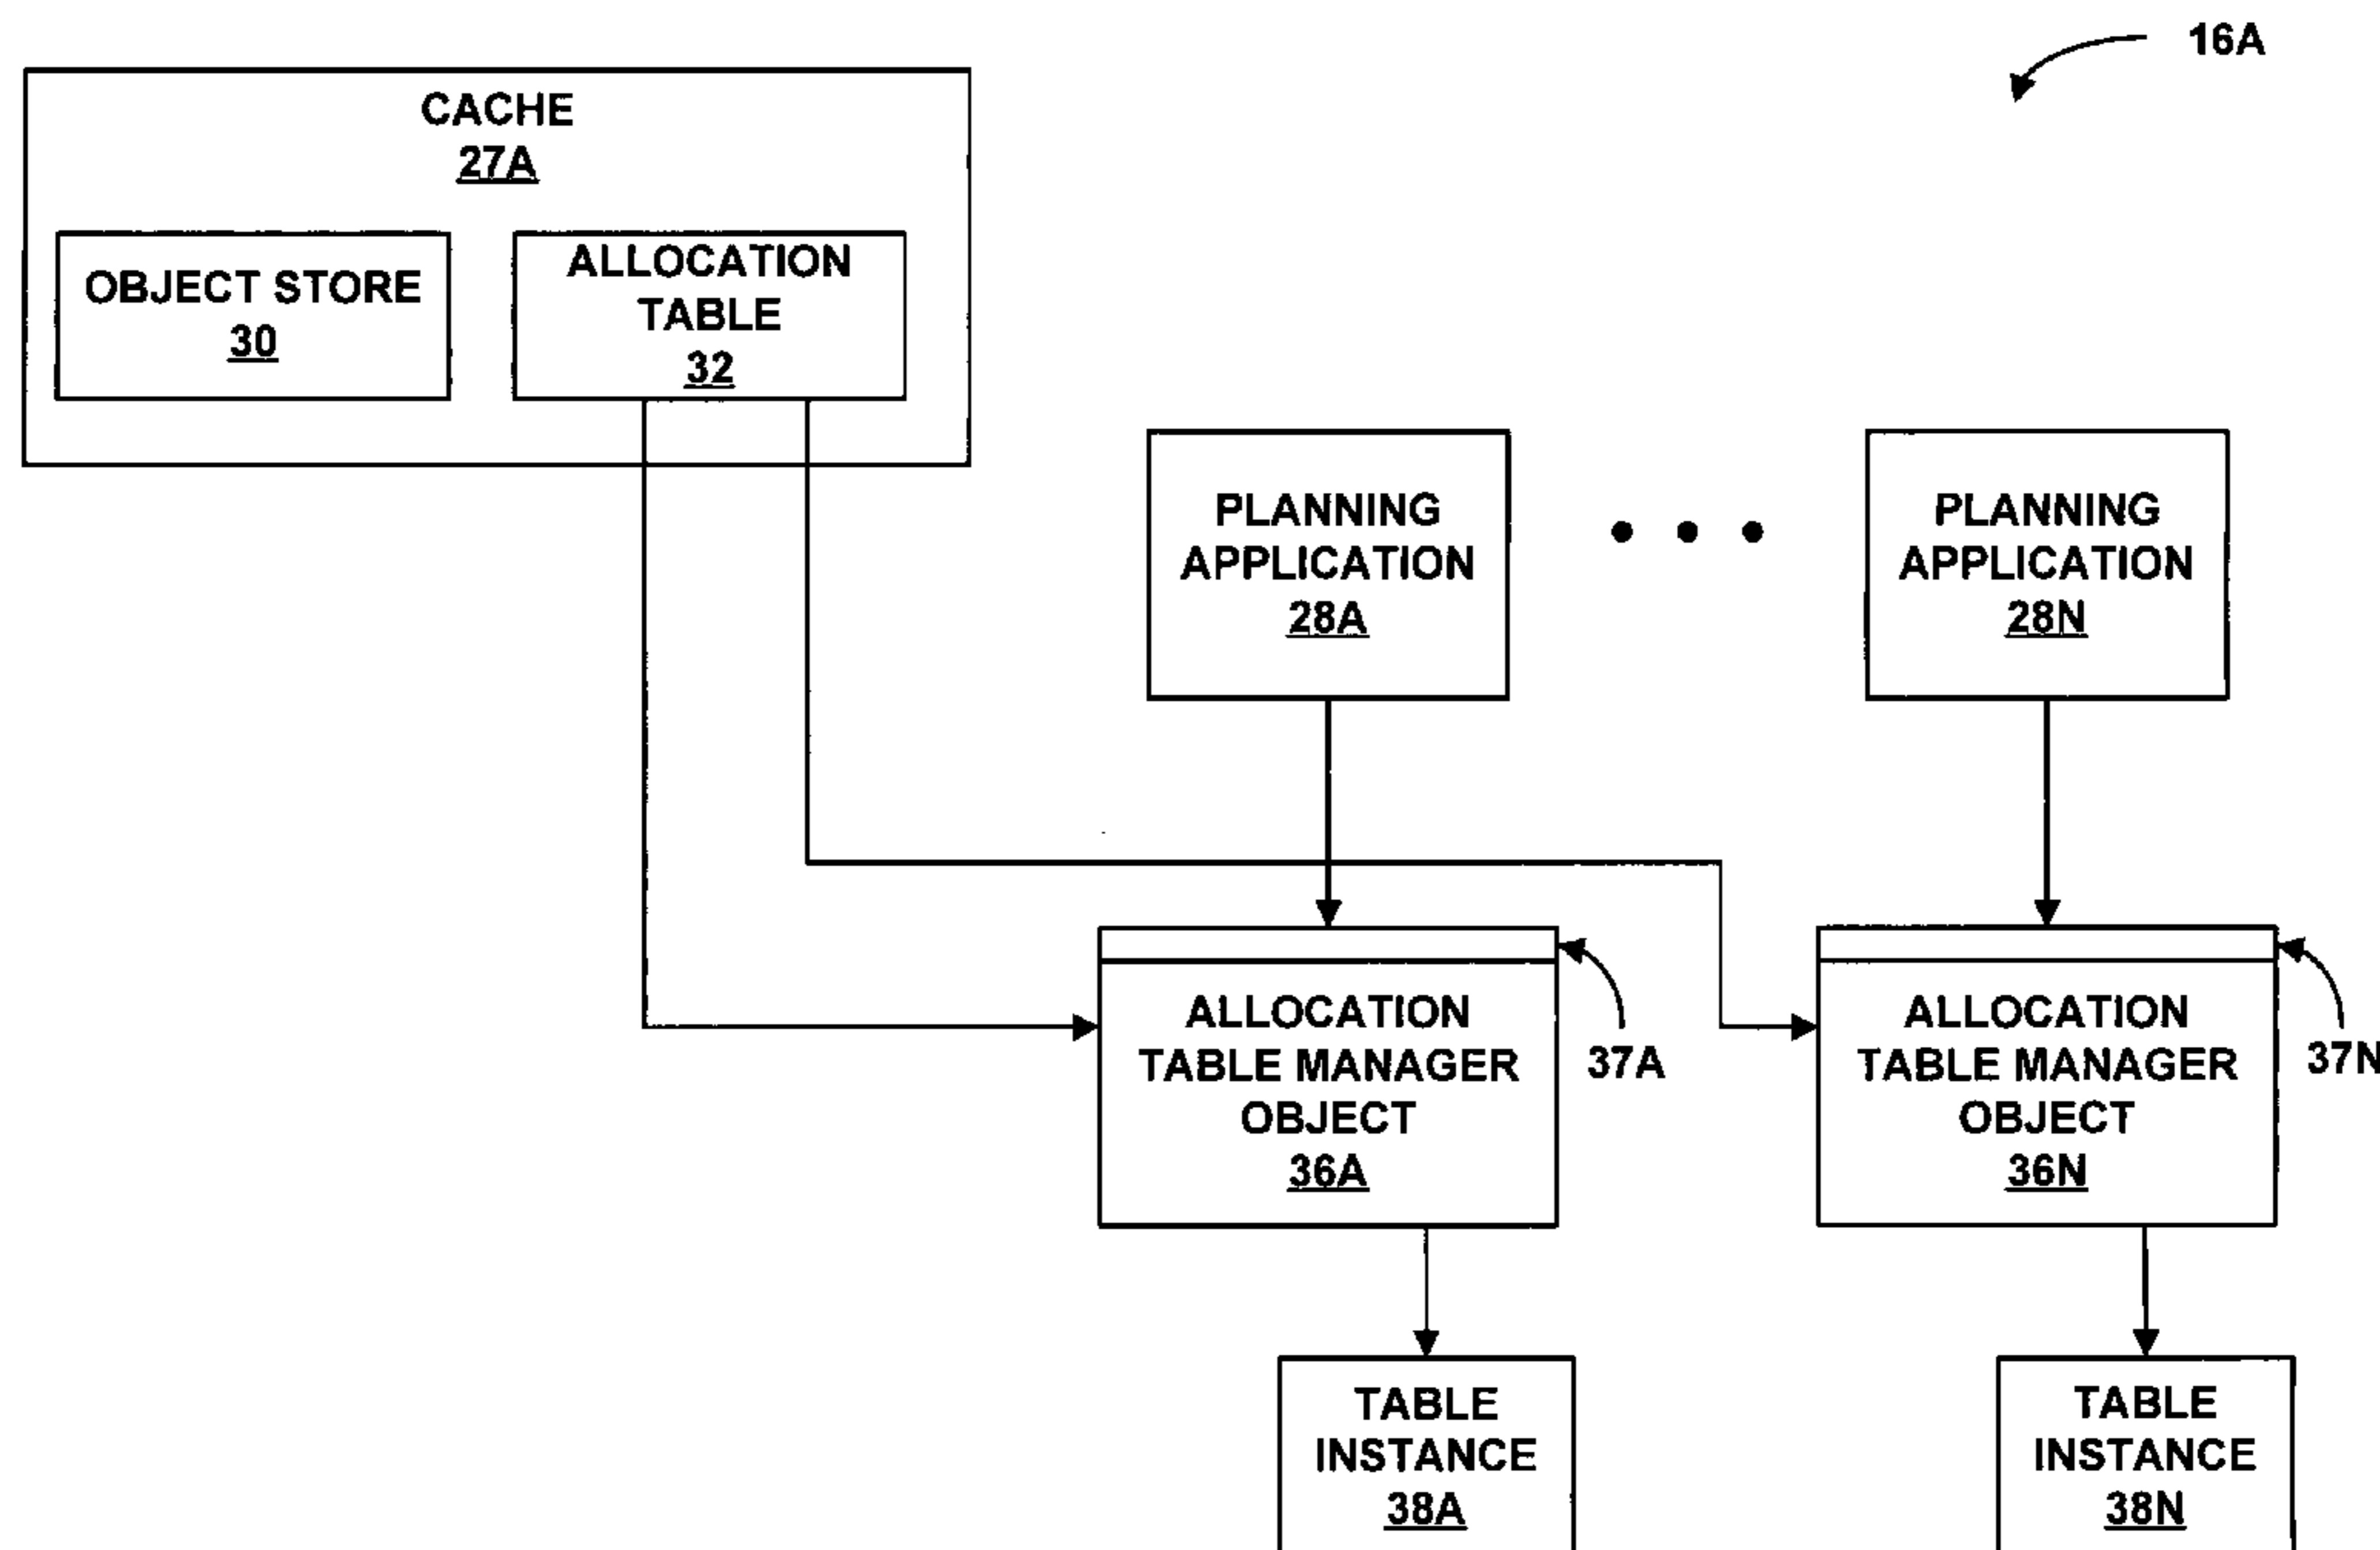 16A
CACHE
27A
OBJECT STORE
30
ALLOCATION
TABLE
32
PLANNING
APPLICATION
28A
PLANNING
APPLICATION
28N
ALLOCATION
TABLE MANAGER
OBJECT
36A
37A
ALLOCATION
TABLE MANAGER
OBJECT
36N
37N
TABLE
INSTANCE
38A
TABLE
INSTANCE
38N